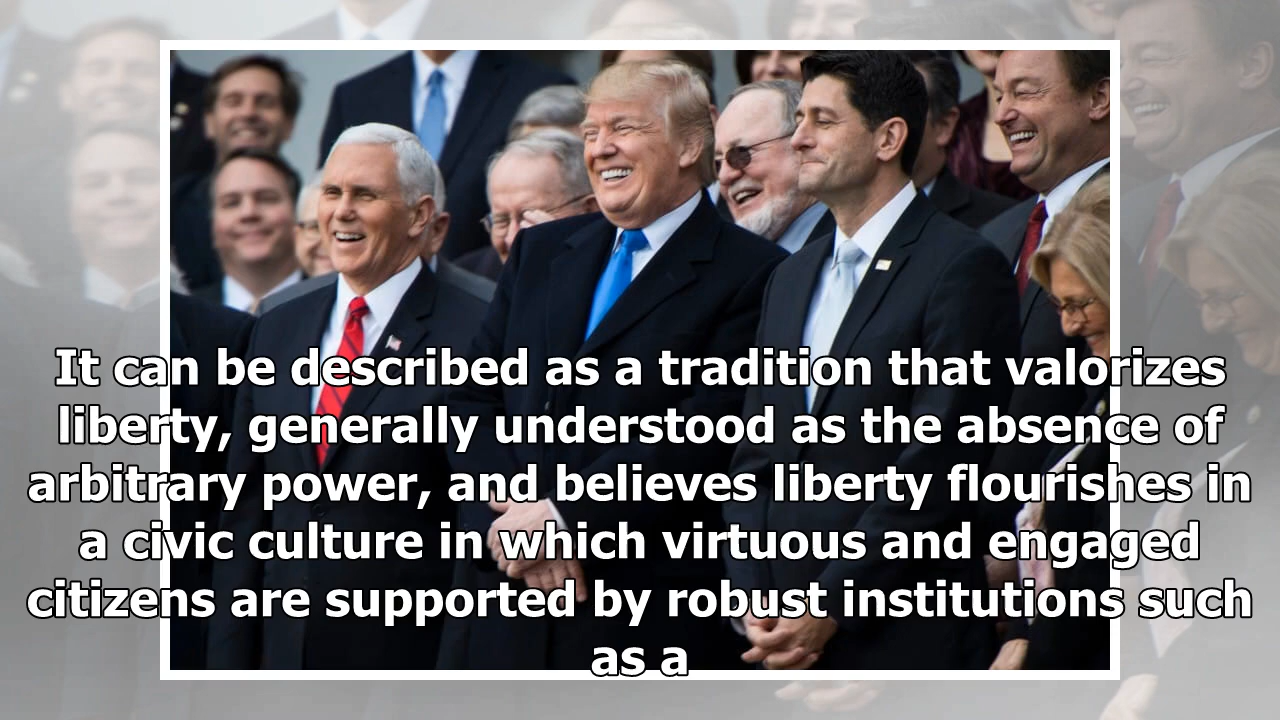 It can be described as a tradition that valorizes
liberty, generally understood as the absence of
arbitrary power, and believes liberty flourishes in
a civic culture in which virtuous and engaged
citizens are supported by robust institutions such
as a